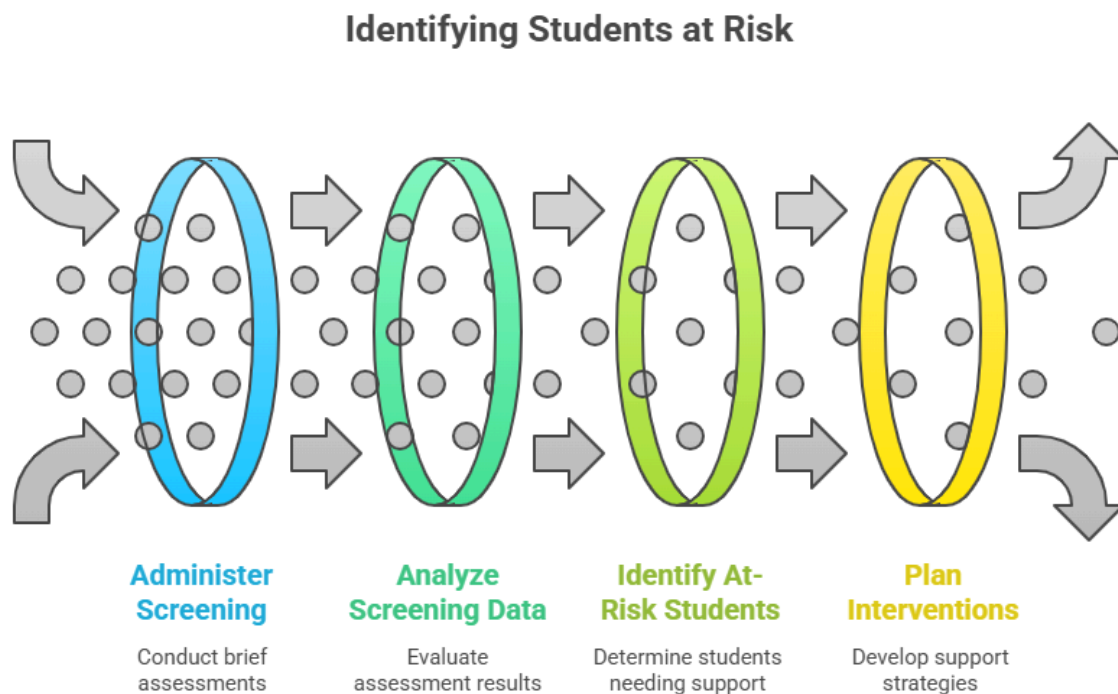 Identifying Students at Risk
Administer
Screening
Conduct brief
assessments
Analyze
Screening Data
Evaluate
assessment results
Identify At-
Risk Students
Determine students
needing support
Plan
Interventions
Develop support
strategies